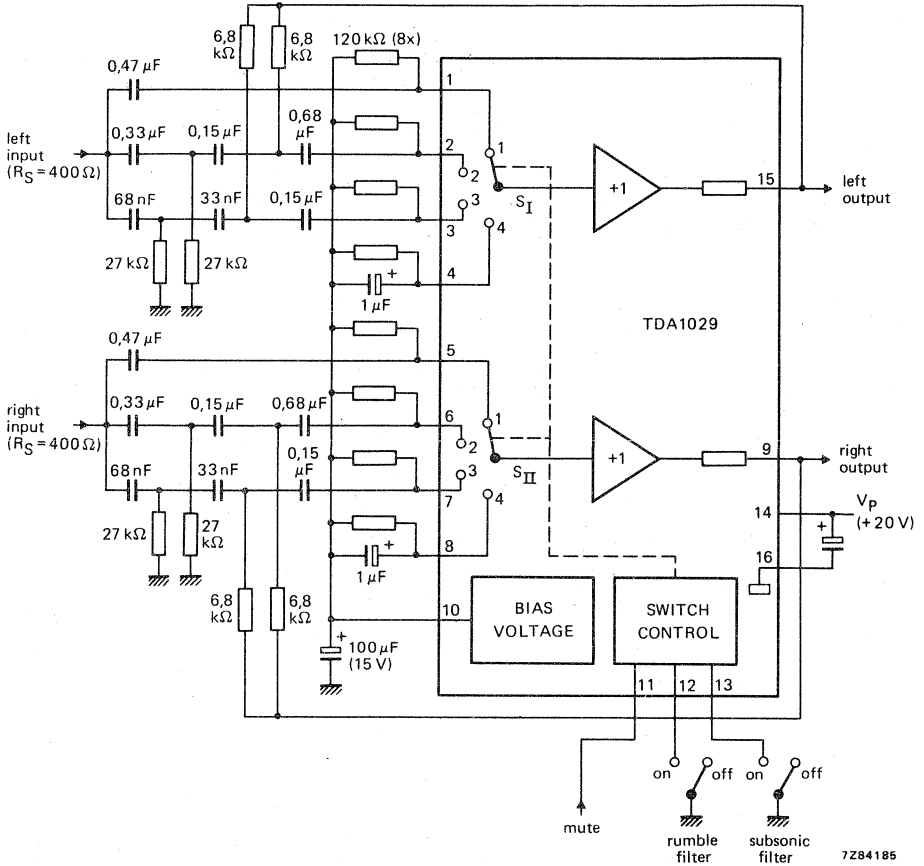 6,8 kΩ
6,8 kΩ
120 kΩ (8x)
0,47 μF
1
left input (RS = 400 Ω)
0,33 μF
0,15 μF
0,68 μF
2
1
2
3
4
SI
+1
15
left output
68 nF
33 nF
0,15 μF
3
27 kΩ
27 kΩ
+
1 μF
4
TDA1029
0,47 μF
5
right input (RS = 400 Ω)
0,33 μF
0,15 μF
0,68 μF
6
1
2
3
4
SII
+1
9
right output
68 nF
33 nF
0,15 μF
7
27 kΩ
27 kΩ
+
1 μF
8
14
VP (+20 V)
+
16
6,8 kΩ
6,8 kΩ
10
BIAS VOLTAGE
SWITCH CONTROL
+
100 μF (15 V)
11
12
13
on
off
on
off
mute
rumble filter
subsonic filter
7Z84185